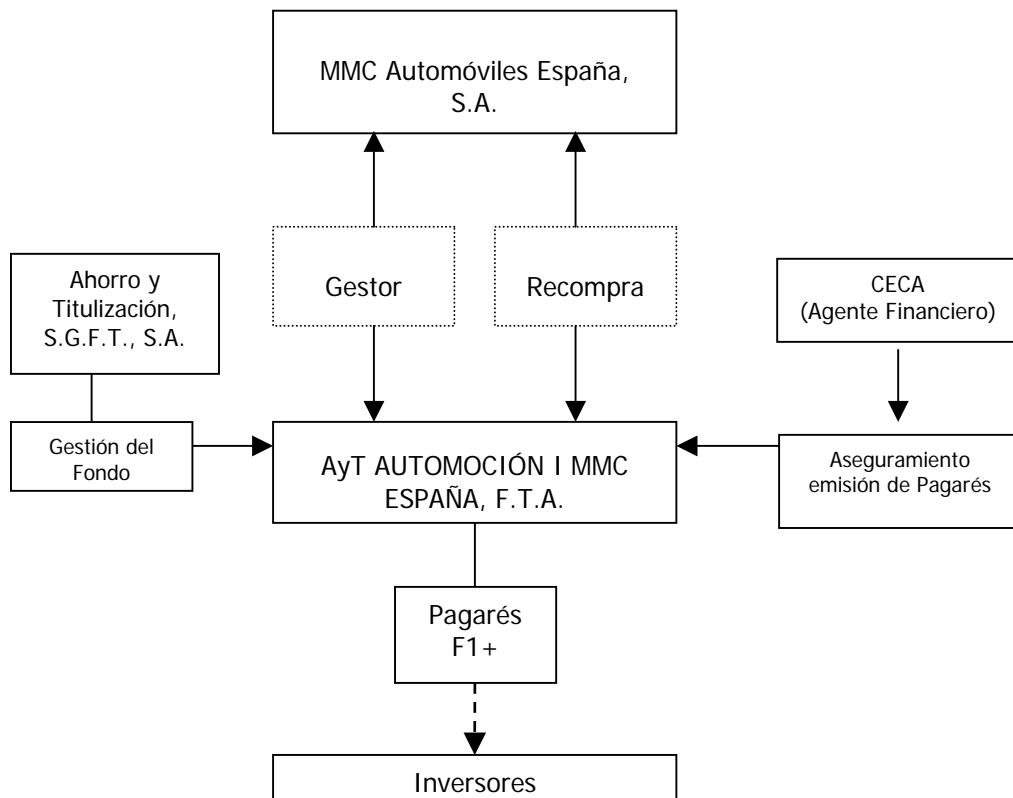 MMC Automóviles España,
S.A.
Ahorro y
Titulización,
S.G.F.T., S.A.
Gestor
Recompra
CECA
(Agente Financiero)
Gestión del
Fondo
AyT AUTOMOCIÓN I MMC
ESPAÑA, F.T.A.
Aseguramiento
emisión de Pagarés
Pagarés
F1+
Inversores